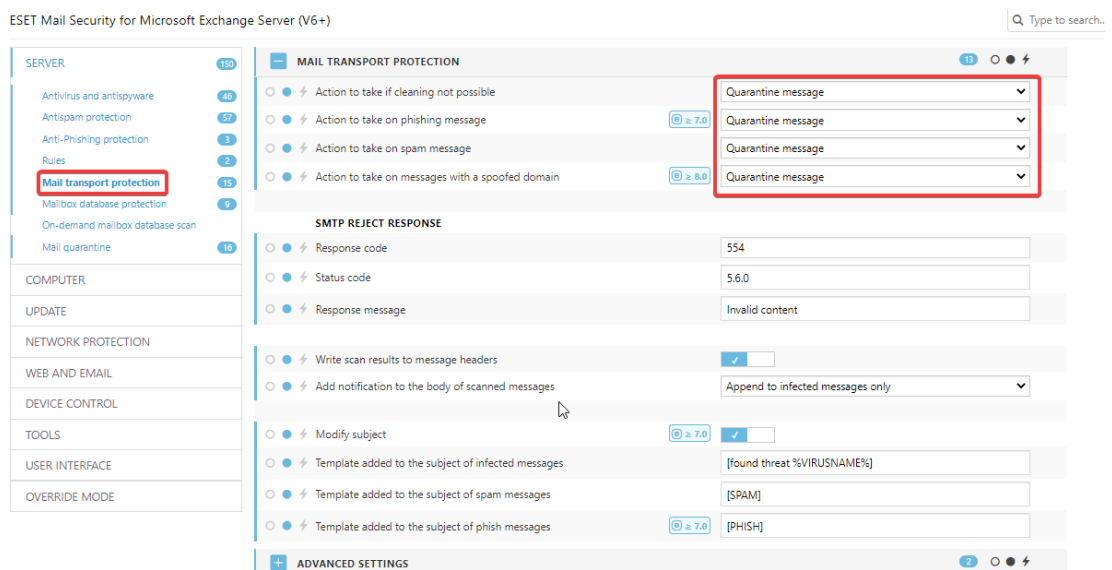 ESET Mail Security for Microsoft Exchange Server (V6+)
Type to search...
SERVER 150
Antivirus and antispyware 46
Antispam protection 57
Anti-Phishing protection 3
Rules 2
Mail transport protection 15
Mailbox database protection 9
On-demand mailbox database scan
Mail quarantine 16
COMPUTER
UPDATE
NETWORK PROTECTION
WEB AND EMAIL
DEVICE CONTROL
TOOLS
USER INTERFACE
OVERRIDE MODE
MAIL TRANSPORT PROTECTION 13
Action to take if cleaning not possible Quarantine message
Action to take on phishing message ≥ 7.0 Quarantine message
Action to take on spam message Quarantine message
Action to take on messages with a spoofed domain ≥ 8.0 Quarantine message
SMTP REJECT RESPONSE
Response code 554
Status code 5.6.0
Response message Invalid content
Write scan results to message headers
Add notification to the body of scanned messages Append to infected messages only
Modify subject ≥ 7.0
Template added to the subject of infected messages [found threat %VIRUSNAME%]
Template added to the subject of spam messages [SPAM]
Template added to the subject of phish messages ≥ 7.0 [PHISH]
ADVANCED SETTINGS 2